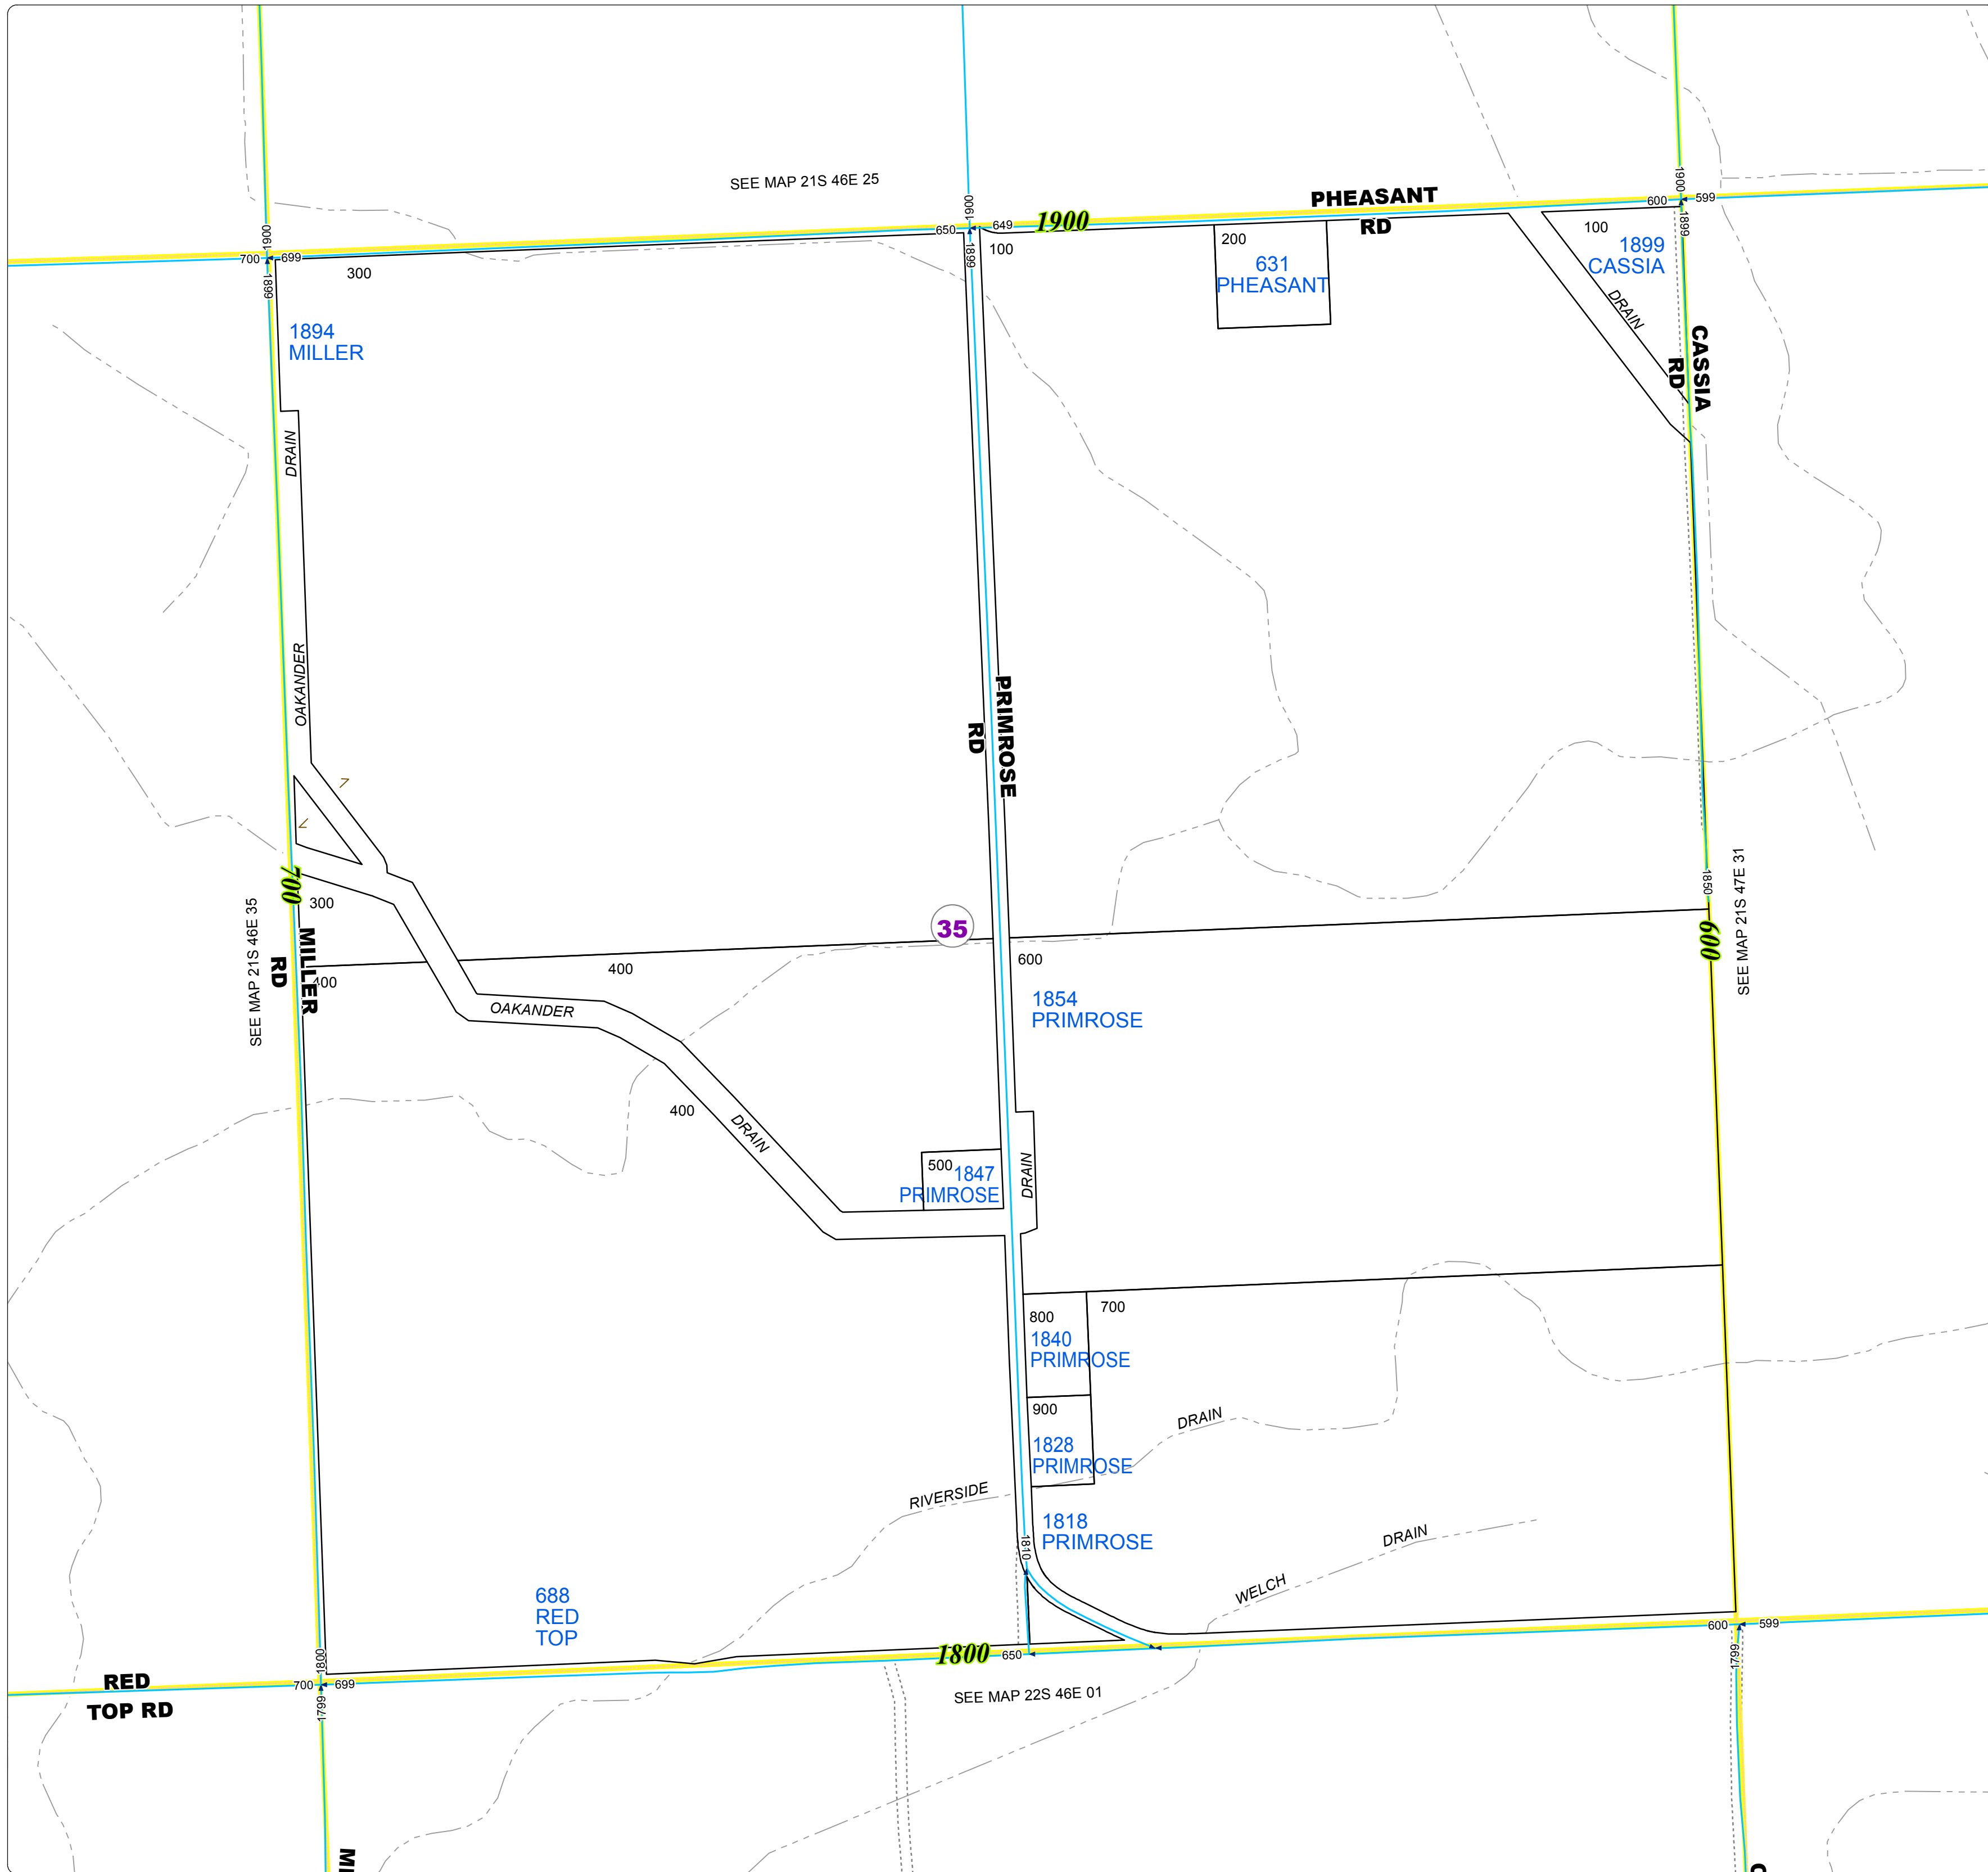 SEE MAP 21S 46E 25
PHEASANT
RD
1900
1900
1900
1900
650
649
600
599
700
699
1899
1899
1899
300
100
200
631
PHEASANT
100
1899
CASSIA
DRAIN
1894
MILLER
CASSIA
RD
DRAIN
OAKANDER
PRIMROSE
RD
7
7
700
300
SEE MAP 21S 46E 35
MILLER
RD
35
1850
600
SEE MAP 21S 47E 31
400
400
600
1854
PRIMROSE
OAKANDER
400
DRAIN
500
1847
PRIMROSE
DRAIN
800
700
1840
PRIMROSE
900
1828
PRIMROSE
DRAIN
RIVERSIDE
1818
PRIMROSE
1810
DRAIN
WELCH
688
RED
TOP
1800
1800
650
600
599
700
699
RED
TOP RD
1799
1799
SEE MAP 22S 46E 01